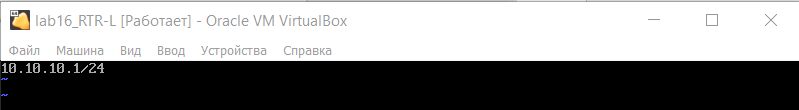 lab16_RTR-L [Работает] - Oracle VM VirtualBox
Файл Машина Вид Ввод Устройства Справка
10.10.10.1/24
~
~